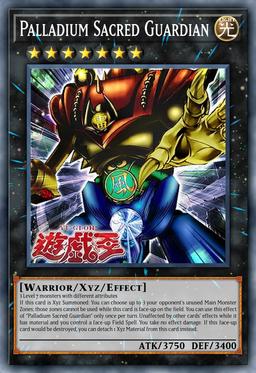 PALLADIUM SACRED GUARDIAN
光
風
遊戯王
[WARRIOR/XYZ/EFFECT]
3 Level 7 monsters with different attributes
If this card is Xyz Summoned: You can choose up to 3 your opponent's unused Main Monster
Zones; those zones cannot be used while this card is face-up on the field. You can use this effect
of "Palladium Sacred Guardian" only once per turn. Unaffected by other cards' effects while it
has material and you control a face-up Field Spell. You take no effect damage. If this card
would be destroyed, you can detach 1 Xyz Material from this card instead.
ATK/3750 DEF/3400